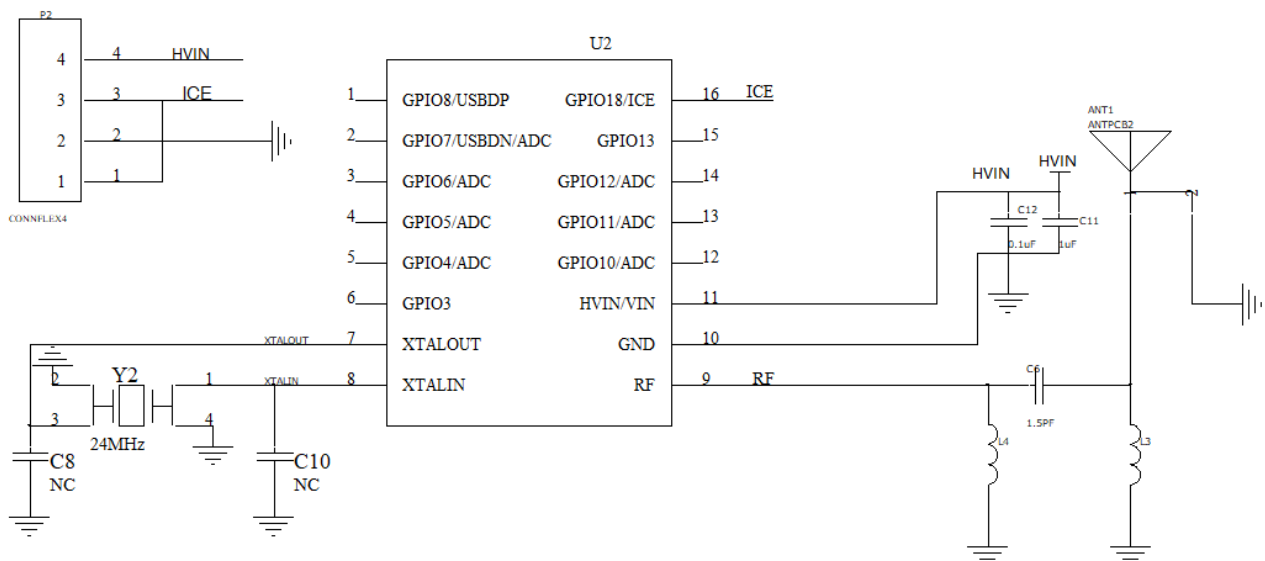 P2
4 4 HVIN
3 3 ICE
2 2
1 1
CONNFLEX4
U2
1 GPIO8/USBDP GPIO18/ICE 16 ICE
2 GPIO7/USBDN/ADC GPIO13 15
3 GPIO6/ADC GPIO12/ADC 14
4 GPIO5/ADC GPIO11/ADC 13
5 GPIO4/ADC GPIO10/ADC 12
6 GPIO3 HVIN/VIN 11
XTALOUT 7 XTALOUT GND 10
XTALIN 8 XTALIN RF 9 RF
2 Y2 1
3 4
24MHz
C8
NC
C10
NC
ANT1
ANTPCB2
HVIN
HVIN
1 2
C12 C11
0.1uF 1uF
C6
1.5PF
L4 L3